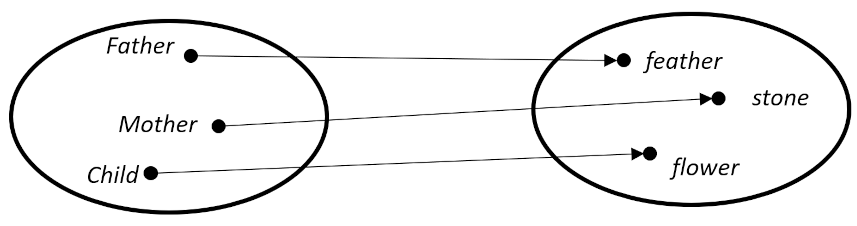 Father
feather
stone
Mother
Child
flower